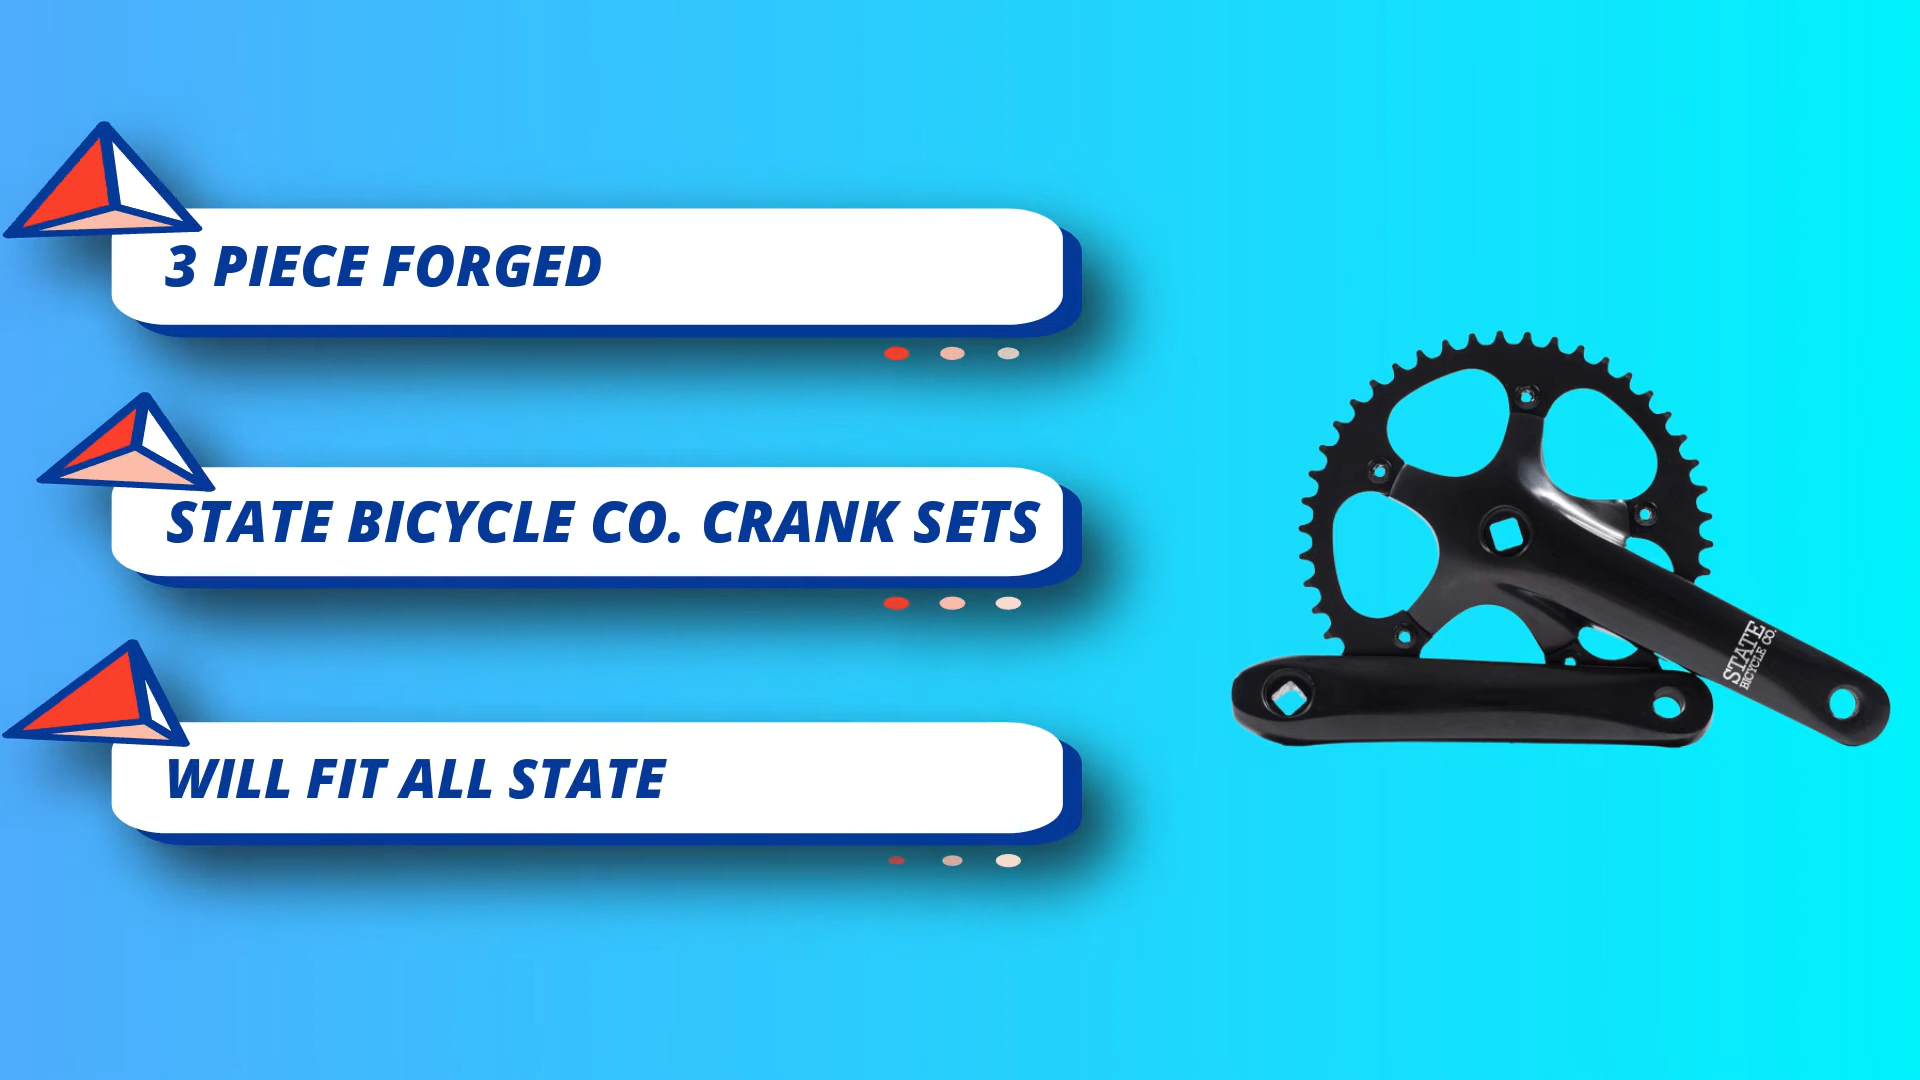 3 PIECE FORGED
STATE BICYCLE CO. CRANK SETS
WILL FIT ALL STATE
STATE
BICYCLE CO.